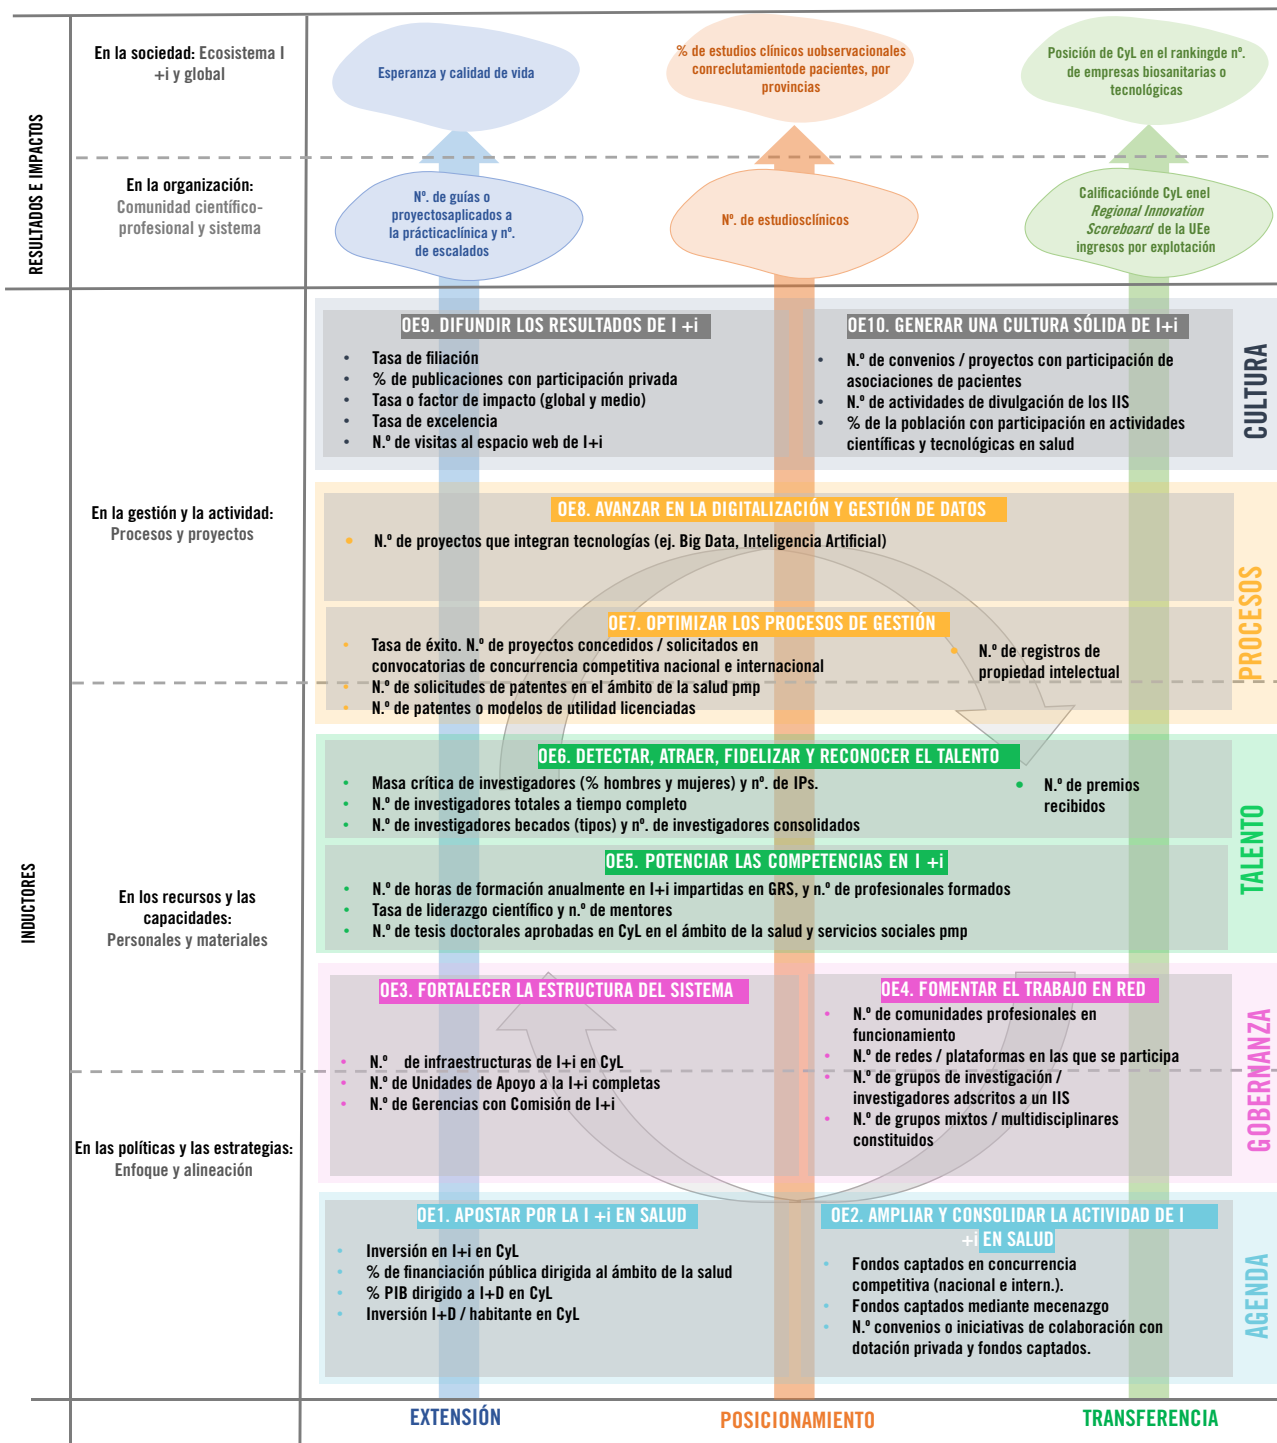 RESULTADOS E IMPACTOS
En la sociedad: Ecosistema I
+i y global
Esperanza y calidad de vida
% de estudios clínicos uobservacionales
conreclutamientode pacientes, por
provincias
Posición de CyL en el rankingde nº.
de empresas biosanitarias o
tecnológicas
En la organización:
Comunidad científico-
profesional y sistema
Nº. de guías o
proyectosaplicados a
la prácticaclínica y nº.
de escalados
Nº. de estudiosclínicos
Calificaciónde CyL enel
Regional Innovation
Scoreboard de la UEe
ingresos por explotación
INDUCTORES
En la gestión y la actividad:
Procesos y proyectos
En los recursos y las
capacidades:
Personales y materiales
En las políticas y las estrategias:
Enfoque y alineación
OE9. DIFUNDIR LOS RESULTADOS DE I +i
• Tasa de filiación
• % de publicaciones con participación privada
• Tasa o factor de impacto (global y medio)
• Tasa de excelencia
• N.º de visitas al espacio web de I+i
OE10. GENERAR UNA CULTURA SÓLIDA DE I+i
• N.º de convenios / proyectos con participación de
asociaciones de pacientes
• N.º de actividades de divulgación de los IIS
• % de la población con participación en actividades
científicas y tecnológicas en salud
CULTURA
OE8. AVANZAR EN LA DIGITALIZACIÓN Y GESTIÓN DE DATOS
• N.º de proyectos que integran tecnologías (ej. Big Data, Inteligencia Artificial)
OE7. OPTIMIZAR LOS PROCESOS DE GESTIÓN
• Tasa de éxito. N.º de proyectos concedidos / solicitados en
convocatorias de concurrencia competitiva nacional e internacional
• N.º de solicitudes de patentes en el ámbito de la salud pmp
• N.º de patentes o modelos de utilidad licenciadas
• N.º de registros de
propiedad intelectual
PROCESOS
OE6. DETECTAR, ATRAER, FIDELIZAR Y RECONOCER EL TALENTO
• Masa crítica de investigadores (% hombres y mujeres) y nº. de IPs.
• N.º de investigadores totales a tiempo completo
• N.º de investigadores becados (tipos) y nº. de investigadores consolidados
• N.º de premios
recibidos
OE5. POTENCIAR LAS COMPETENCIAS EN I +i
• N.º de horas de formación anualmente en I+i impartidas en GRS, y n.º de profesionales formados
• Tasa de liderazgo científico y n.º de mentores
• N.º de tesis doctorales aprobadas en CyL en el ámbito de la salud y servicios sociales pmp
TALENTO
OE3. FORTALECER LA ESTRUCTURA DEL SISTEMA
• N.º de infraestructuras de I+i en CyL
• N.º de Unidades de Apoyo a la I+i completas
• N.º de Gerencias con Comisión de I+i
OE4. FOMENTAR EL TRABAJO EN RED
• N.º de comunidades profesionales en
funcionamiento
• N.º de redes / plataformas en las que se participa
• N.º de grupos de investigación /
investigadores adscritos a un IIS
• N.º de grupos mixtos / multidisciplinares
constituidos
GOBERNANZA
OE1. APOSTAR POR LA I +i EN SALUD
• Inversión en I+i en CyL
• % de financiación pública dirigida al ámbito de la salud
• % PIB dirigido a I+D en CyL
• Inversión I+D / habitante en CyL
OE2. AMPLIAR Y CONSOLIDAR LA ACTIVIDAD DE I
+i EN SALUD
• Fondos captados en concurrencia
competitiva (nacional e intern.).
• Fondos captados mediante mecenazgo
• N.º convenios o iniciativas de colaboración con
dotación privada y fondos captados.
AGENDA
EXTENSIÓN
POSICIONAMIENTO
TRANSFERENCIA